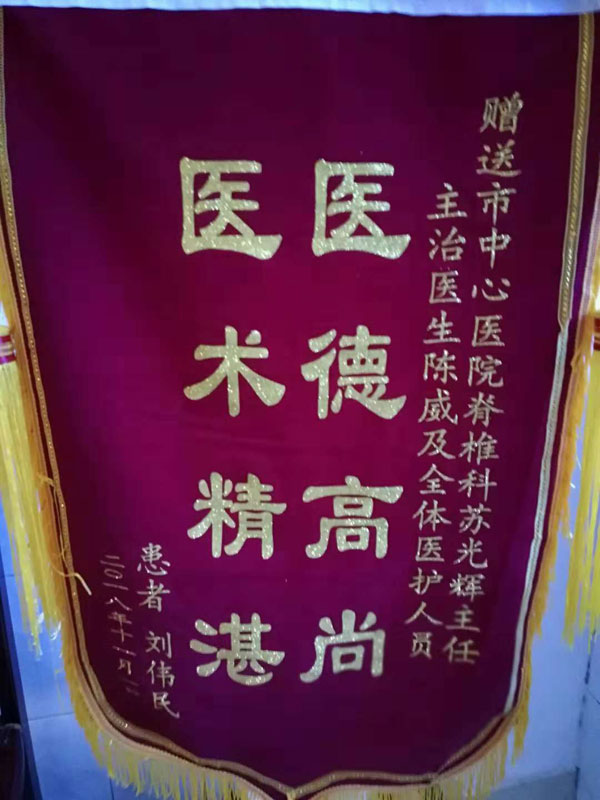 赠送市中心医院脊椎科苏光辉主任
主治医生陈威及全体医护人员
医德高尚
医术精湛
患者 刘伟民
二〇一八年十一月